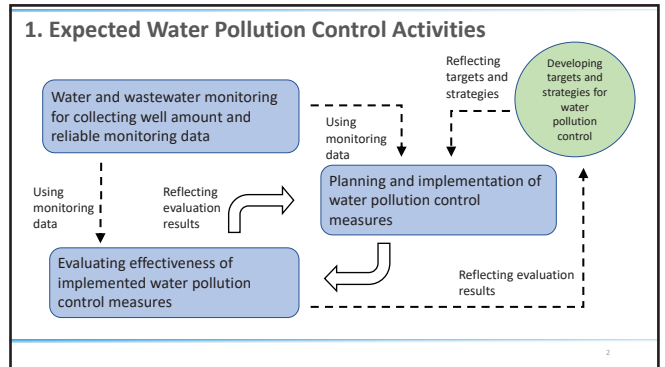 1. Expected Water Pollution Control Activities
Reflecting
targets and
strategies
Developing
targets and
strategies for
water
pollution
control
Water and wastewater monitoring
for collecting well amount and
reliable monitoring data
Using
monitoring
data
Using
monitoring
data
Reflecting
evaluation
results
Planning and implementation of
water pollution control
measures
Evaluating effectiveness of
implemented water pollution
control measures
Reflecting evaluation
results
2